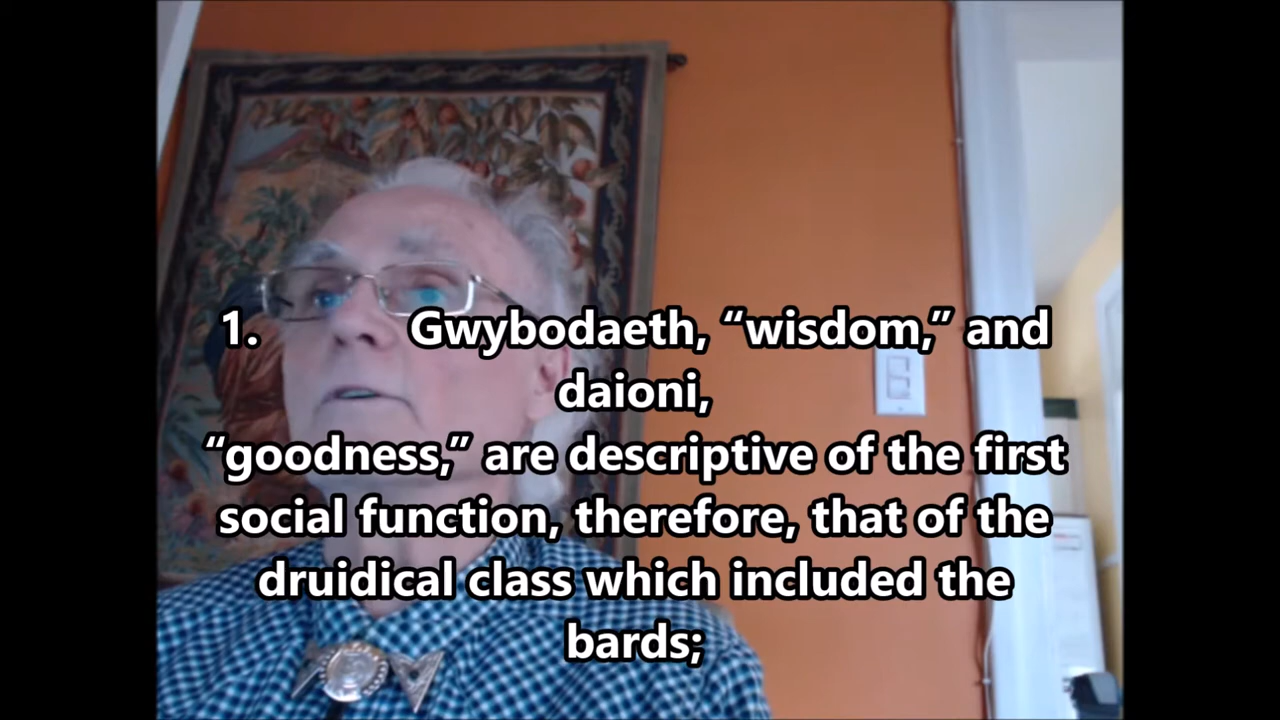 1. Gwybodaeth, “wisdom,” and
daioni,
“goodness,” are descriptive of the first
social function, therefore, that of the
druidical class which included the
bards;